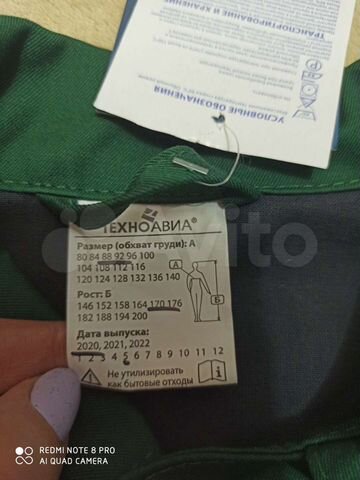 ТРАНСПОРТИРОВАНИЕ И ХРАНЕНИЕ
УСЛОВНЫЕ ОБОЗНАЧЕНИЯ
ТЕХНОАВИА®
Размер (обхват груди): А
80 84 88 92 96 100
104 108 112 116
120 124 128 132 136 140
Рост: Б
146 152 158 164 170 176
182 188 194 200
Дата выпуска:
2020, 2021, 2022
1 2 3 4 5 6 7 8 9 10 11 12
Не утилизировать
как бытовые отходы
А
Б
Avito
REDMI NOTE 8 PRO
AI QUAD CAMERA